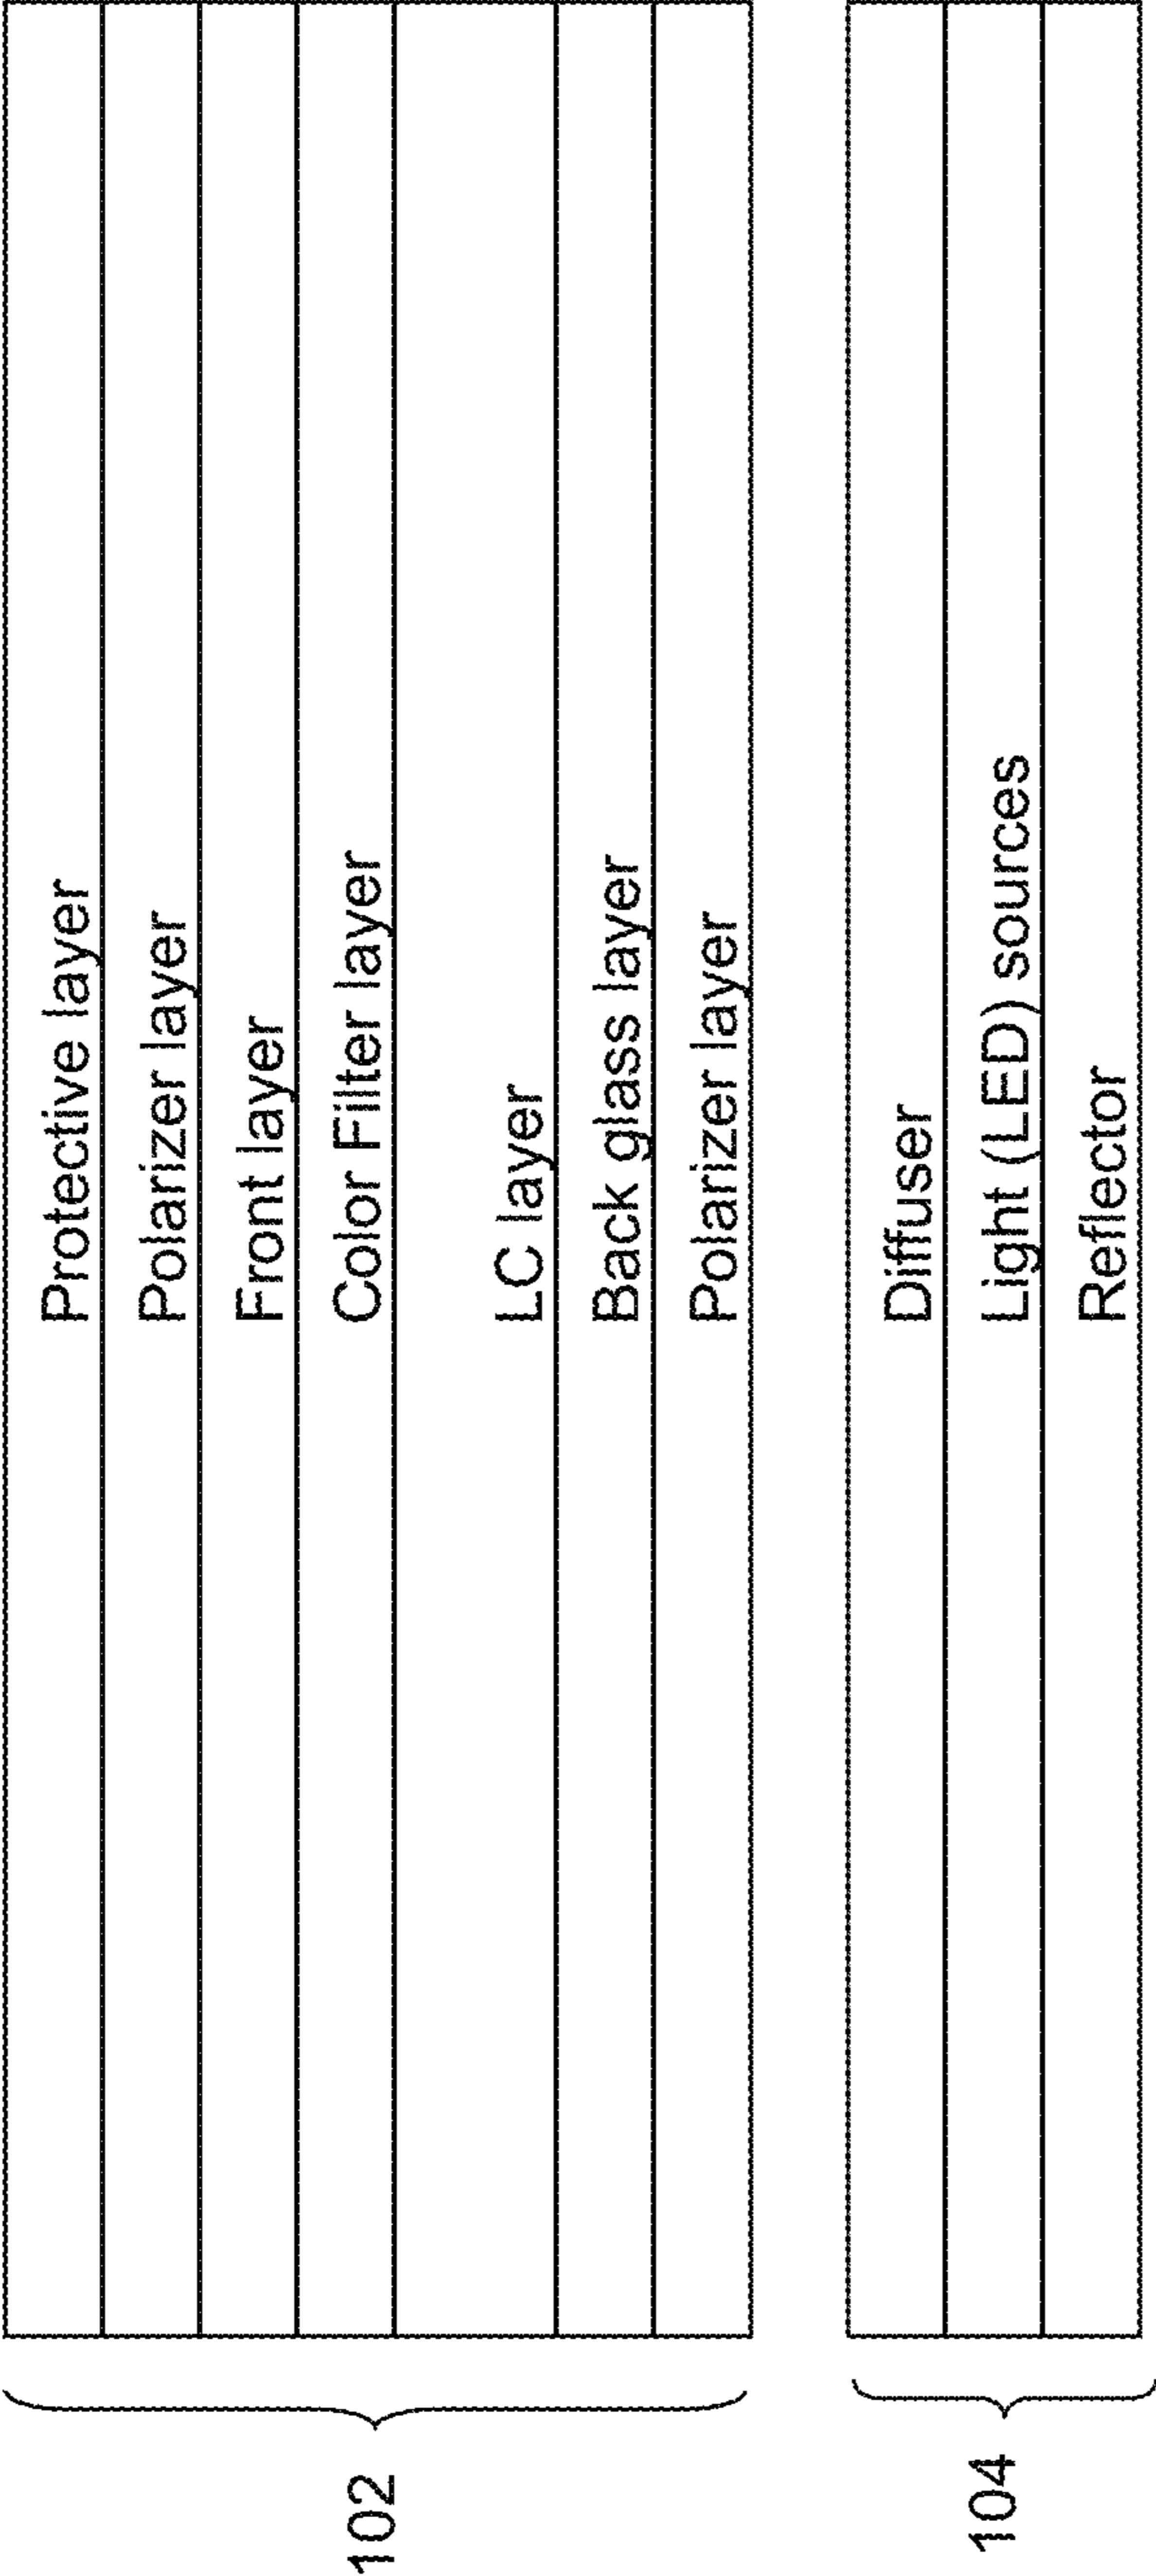 Protective layer
Polarizer layer
Front layer
Color Filter layer
LC layer
Back glass layer
Polarizer layer
102
Diffuser
Light (LED) sources
Reflector
104